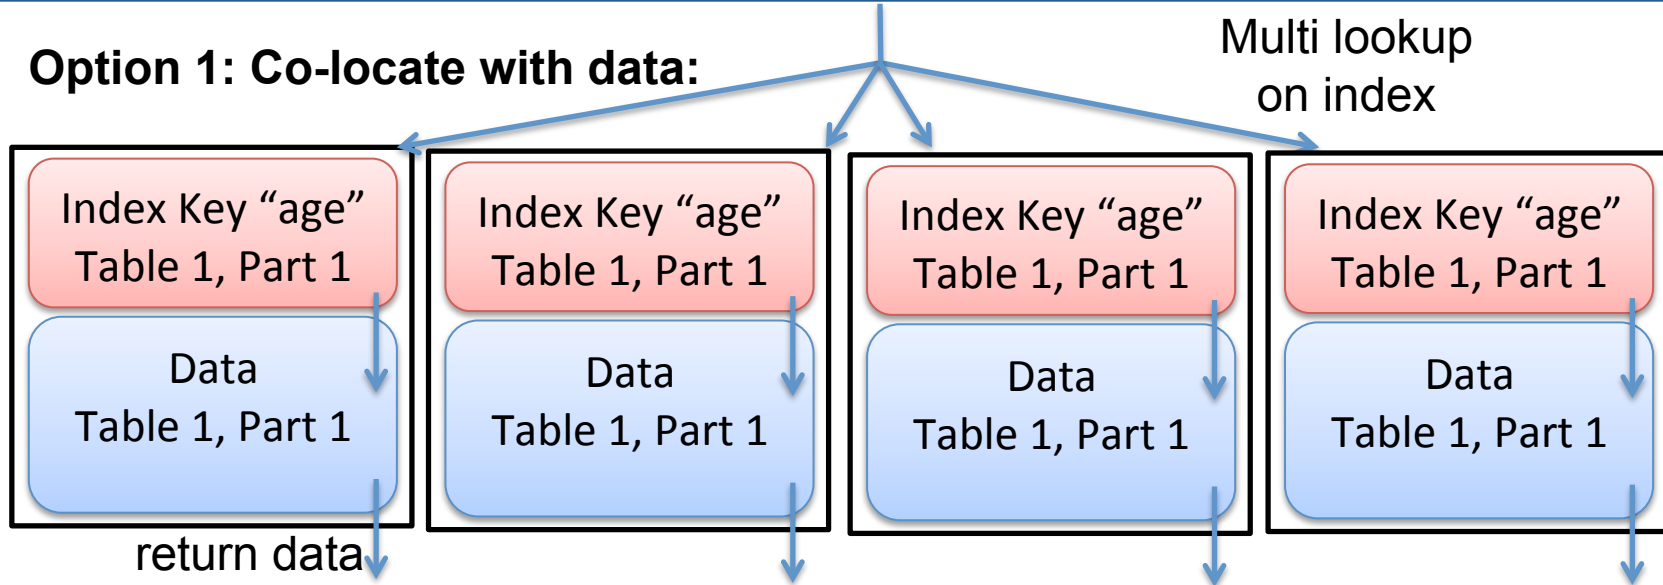 Option 1: Co-locate with data:
Multi lookup
on index
Index Key “age”
Table 1, Part 1
Data
Table 1, Part 1
Index Key “age”
Table 1, Part 1
Data
Table 1, Part 1
Index Key “age”
Table 1, Part 1
Data
Table 1, Part 1
Index Key “age”
Table 1, Part 1
Data
Table 1, Part 1
return data